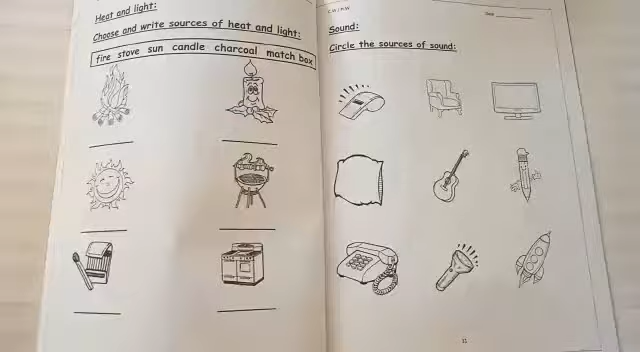 Heat and light:
Choose and write sources of heat and light:
fire stove sun candle charcoal match box
C.W / H.W
Date
Sound:
Circle the sources of sound:
11